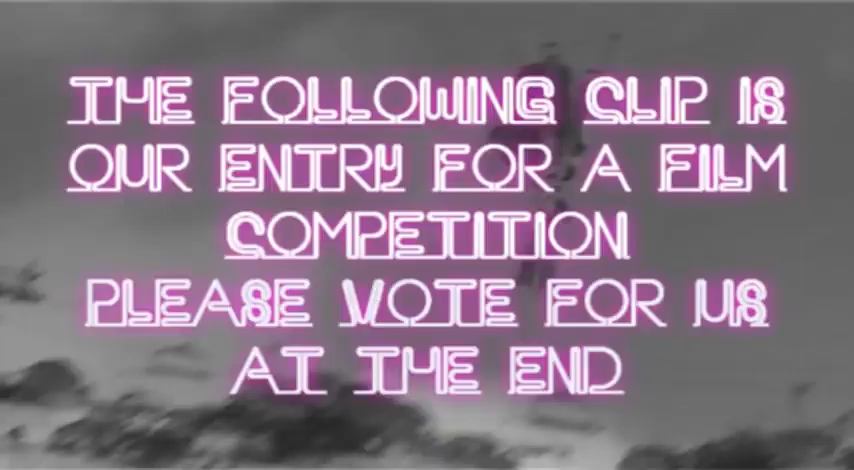 THE FOLLOWING CLIP IS
OUR ENTRY FOR A FILM
COMPETITION
PLEASE VOTE FOR US
AT THE END